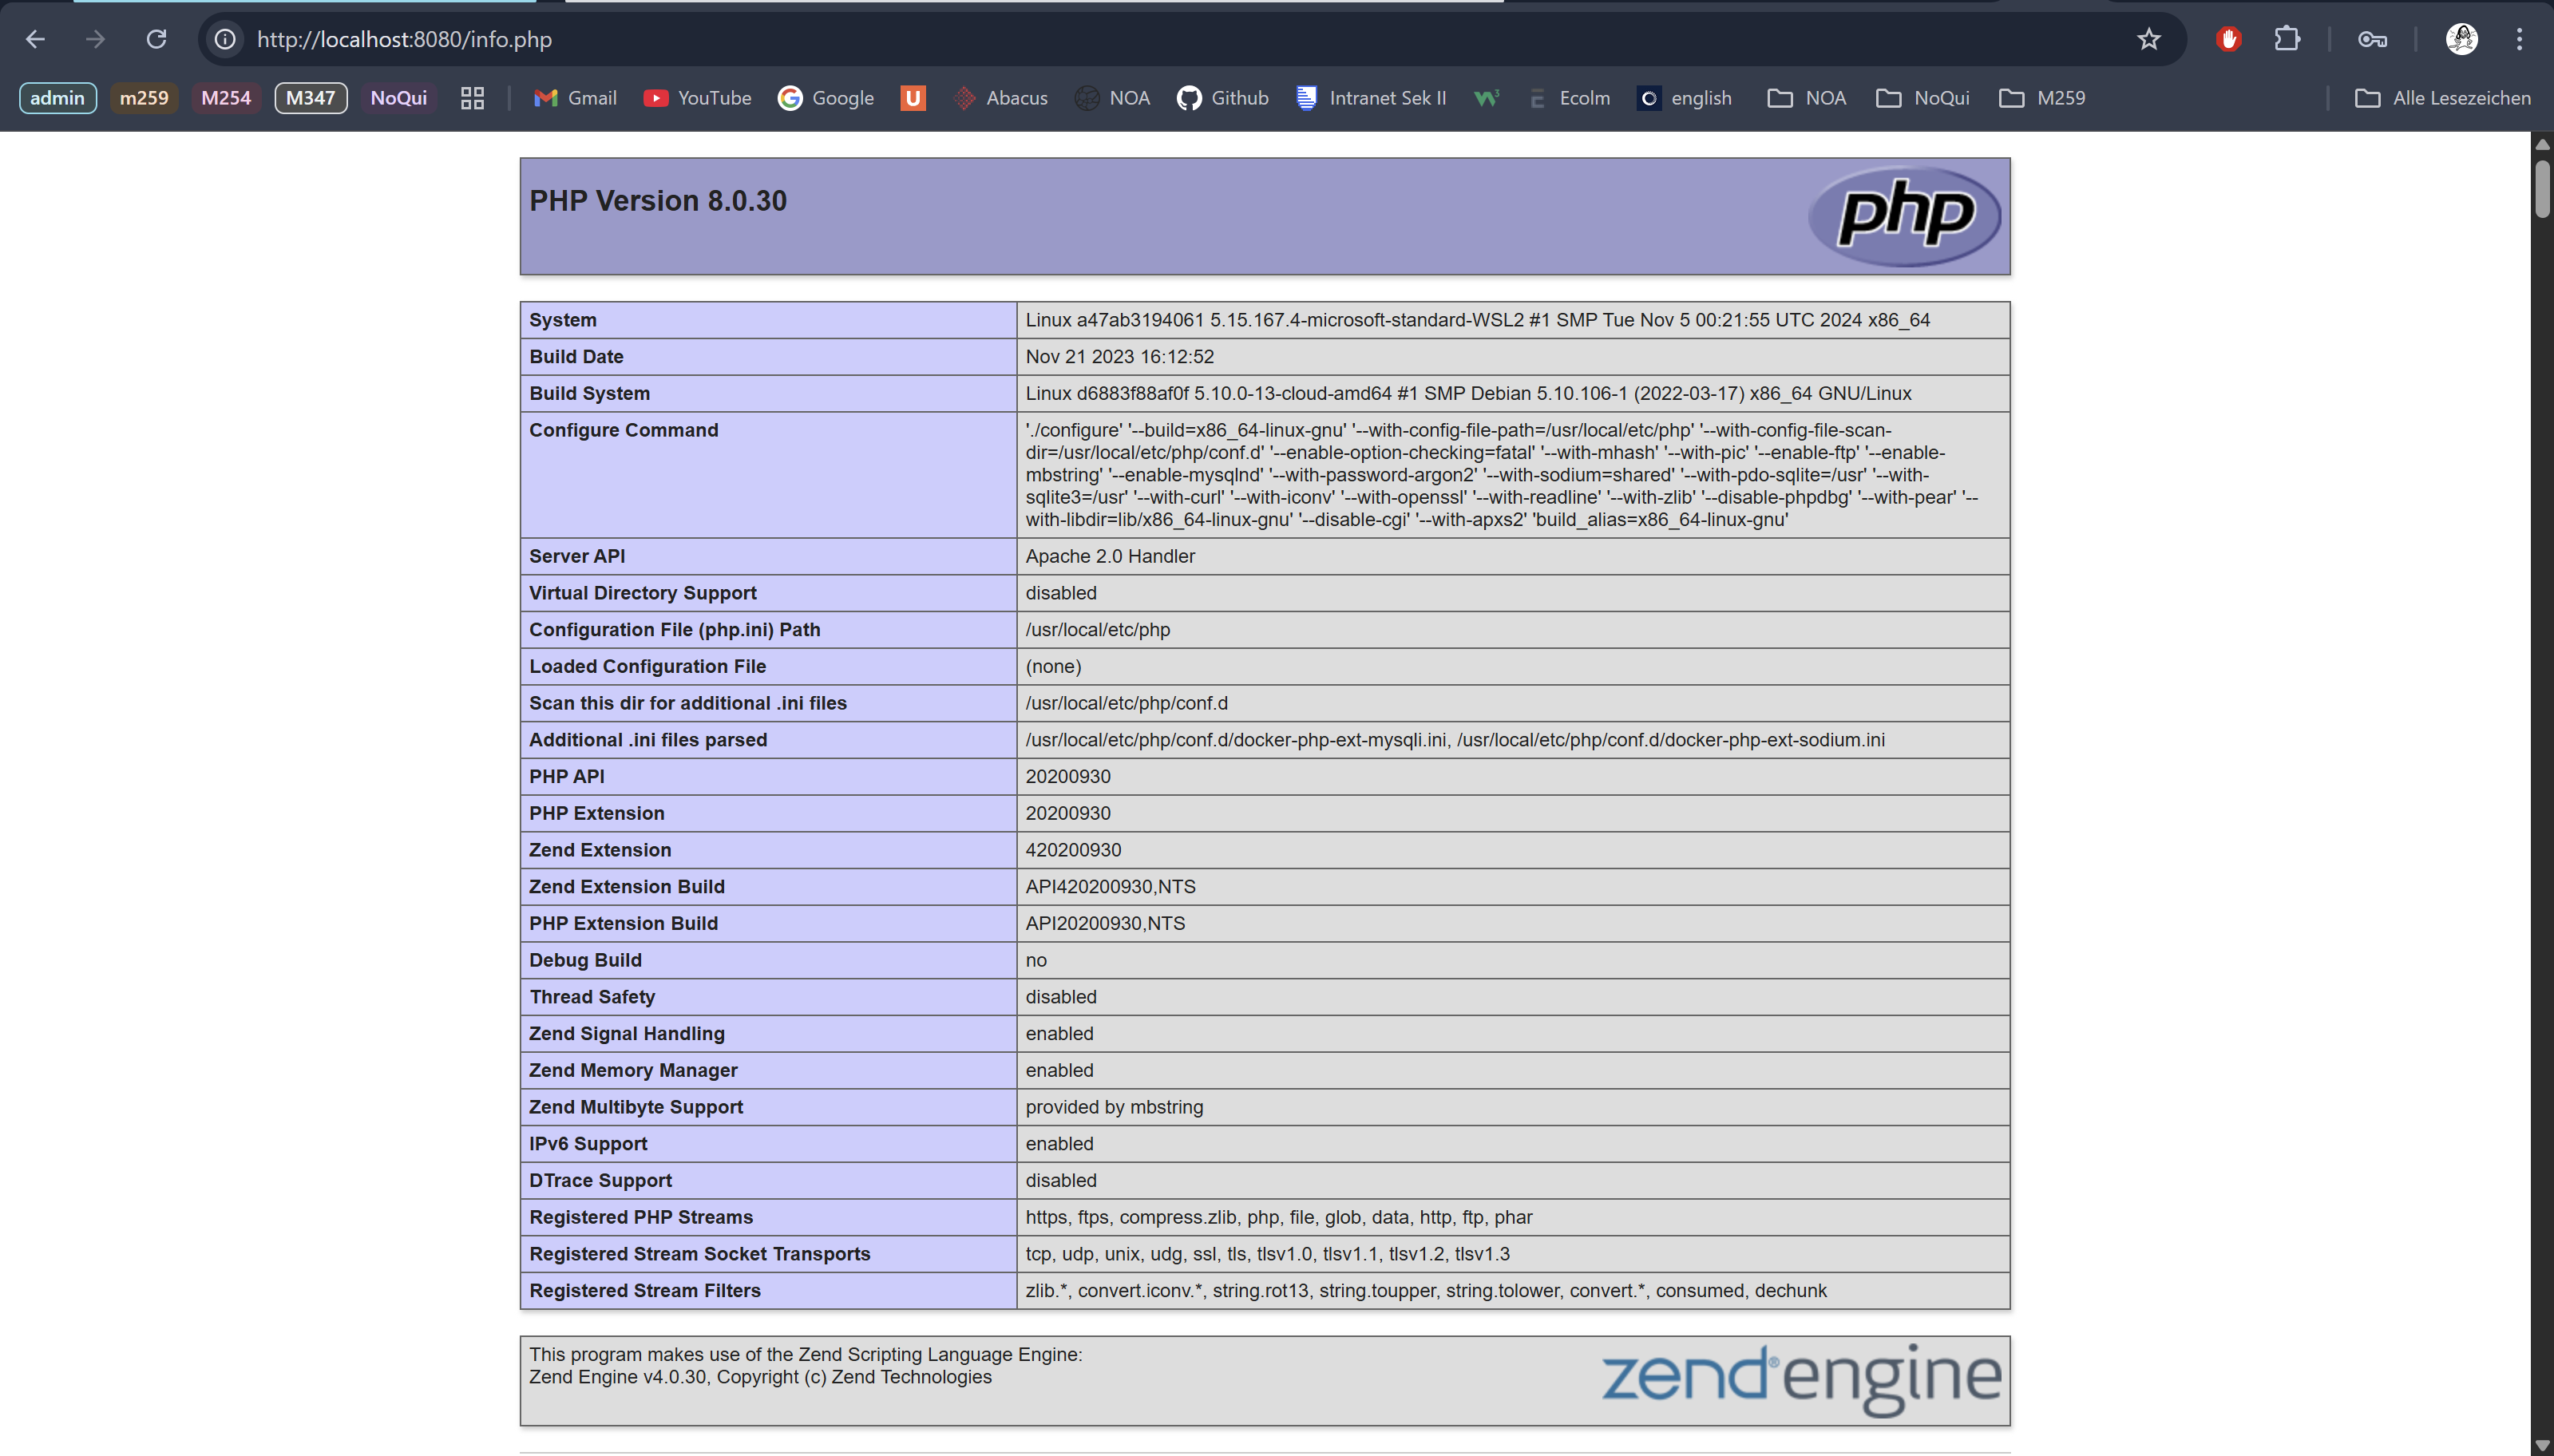 http://localhost:8080/info.php
admin m259 M254 M347 NoQui Gmail YouTube Google U Abacus NOA Github Intranet Sek II W3 Ecolm english NOA NoQui M259 Alle Lesezeichen
PHP Version 8.0.30
php
System Linux a47ab3194061 5.15.167.4-microsoft-standard-WSL2 #1 SMP Tue Nov 5 00:21:55 UTC 2024 x86_64
Build Date Nov 21 2023 16:12:52
Build System Linux d6883f88af0f 5.10.0-13-cloud-amd64 #1 SMP Debian 5.10.106-1 (2022-03-17) x86_64 GNU/Linux
Configure Command './configure' '--build=x86_64-linux-gnu' '--with-config-file-path=/usr/local/etc/php' '--with-config-file-scan-
dir=/usr/local/etc/php/conf.d' '--enable-option-checking=fatal' '--with-mhash' '--with-pic' '--enable-ftp' '--enable-
mbstring' '--enable-mysqlnd' '--with-password-argon2' '--with-sodium=shared' '--with-pdo-sqlite=/usr' '--with-
sqlite3=/usr' '--with-curl' '--with-iconv' '--with-openssl' '--with-readline' '--with-zlib' '--disable-phpdbg' '--with-pear' '--
with-libdir=lib/x86_64-linux-gnu' '--disable-cgi' '--with-apxs2' 'build_alias=x86_64-linux-gnu'
Server API Apache 2.0 Handler
Virtual Directory Support disabled
Configuration File (php.ini) Path /usr/local/etc/php
Loaded Configuration File (none)
Scan this dir for additional .ini files /usr/local/etc/php/conf.d
Additional .ini files parsed /usr/local/etc/php/conf.d/docker-php-ext-mysqli.ini, /usr/local/etc/php/conf.d/docker-php-ext-sodium.ini
PHP API 20200930
PHP Extension 20200930
Zend Extension 420200930
Zend Extension Build API420200930,NTS
PHP Extension Build API20200930,NTS
Debug Build no
Thread Safety disabled
Zend Signal Handling enabled
Zend Memory Manager enabled
Zend Multibyte Support provided by mbstring
IPv6 Support enabled
DTrace Support disabled
Registered PHP Streams https, ftps, compress.zlib, php, file, glob, data, http, ftp, phar
Registered Stream Socket Transports tcp, udp, unix, udg, ssl, tls, tlsv1.0, tlsv1.1, tlsv1.2, tlsv1.3
Registered Stream Filters zlib.*, convert.iconv.*, string.rot13, string.toupper, string.tolower, convert.*, consumed, dechunk
This program makes use of the Zend Scripting Language Engine:
Zend Engine v4.0.30, Copyright (c) Zend Technologies
zend®engine